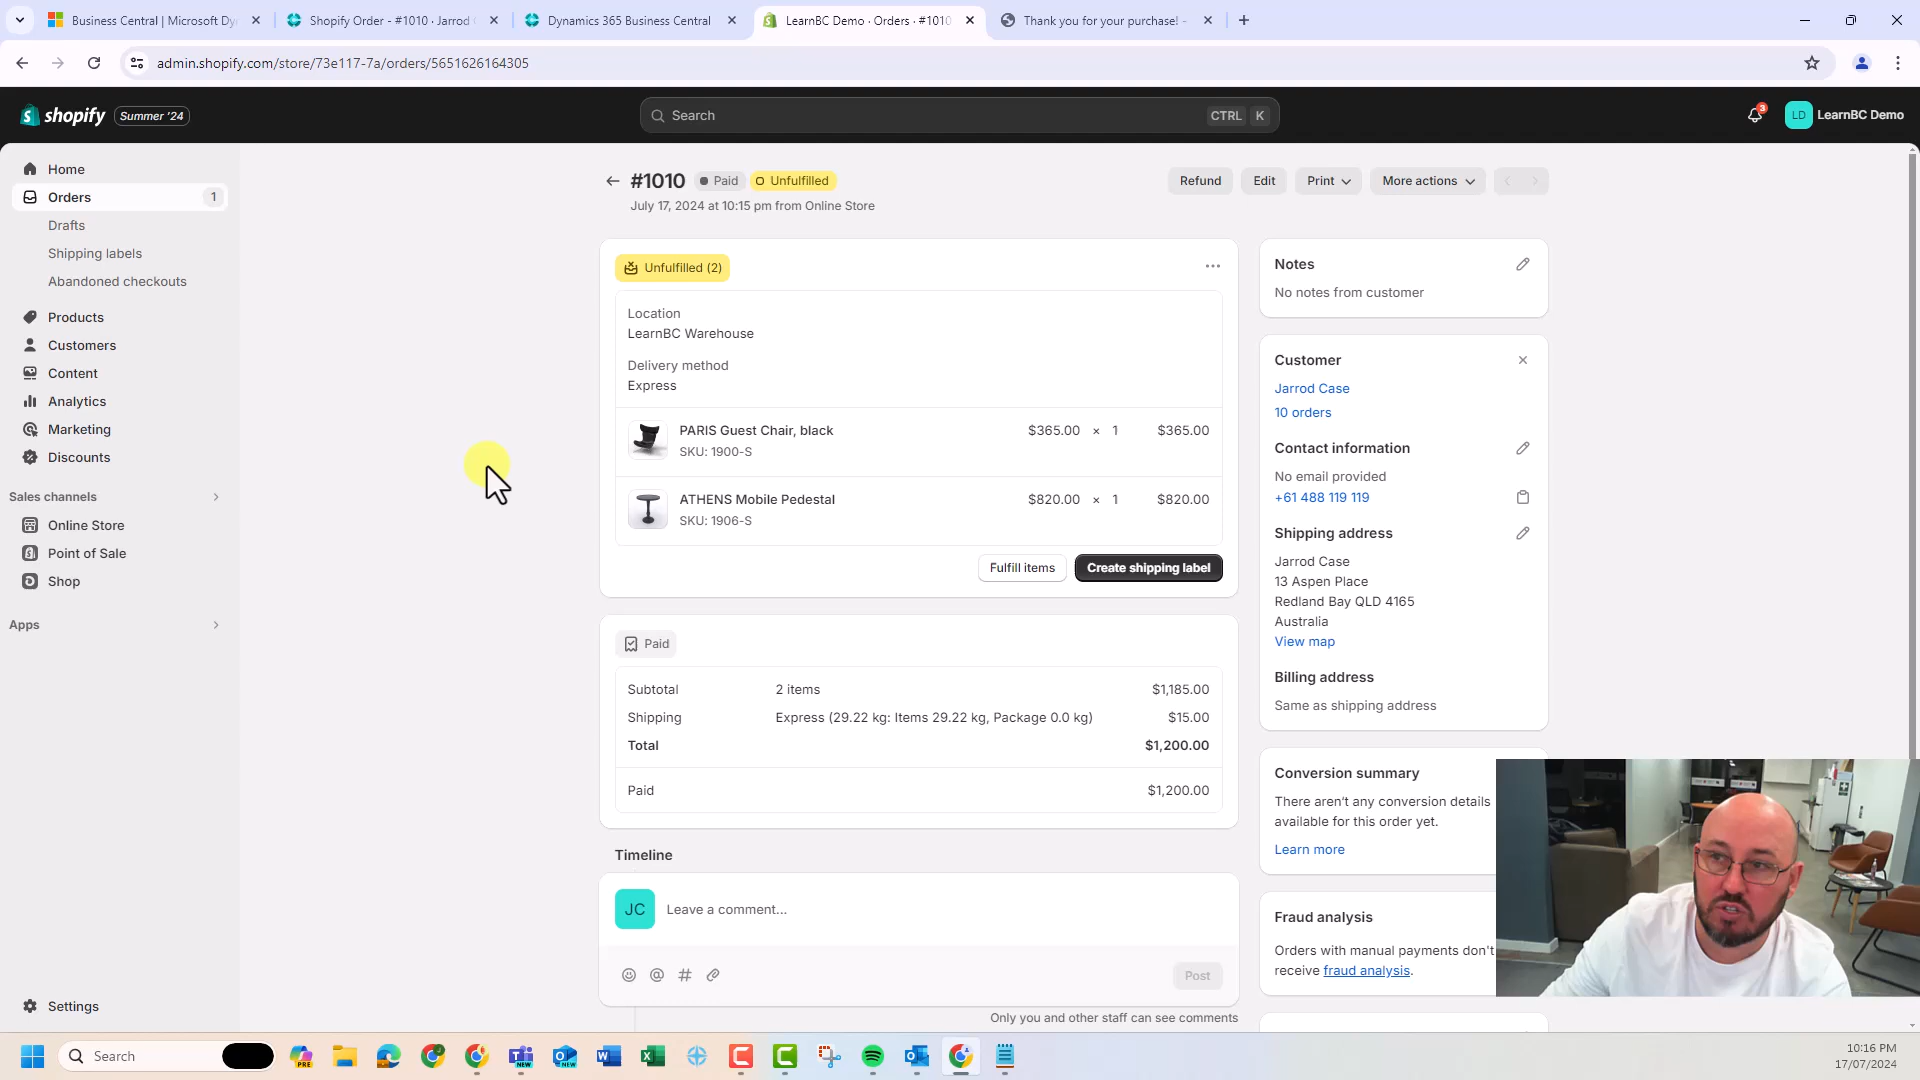 Business Central | Microsoft Dy
Shopify Order - #1010 · Jarrod
Dynamics 365 Business Central
LearnBC Demo · Orders · #1010
Thank you for your purchase! -
admin.shopify.com/store/73e117-7a/orders/5651626164305
shopify
Summer '24
Search
CTRL K
3
LD
LearnBC Demo
Home
Orders
1
Drafts
Shipping labels
Abandoned checkouts
Products
Customers
Content
Analytics
Marketing
Discounts
Sales channels
Online Store
Point of Sale
Shop
Apps
Settings
#1010
Paid
Unfulfilled
Refund
Edit
Print
More actions
July 17, 2024 at 10:15 pm from Online Store
Unfulfilled (2)
Location
LearnBC Warehouse
Delivery method
Express
PARIS Guest Chair, black
$365.00 × 1
$365.00
SKU: 1900-S
ATHENS Mobile Pedestal
$820.00 × 1
$820.00
SKU: 1906-S
Fulfill items
Create shipping label
Paid
Subtotal
2 items
$1,185.00
Shipping
Express (29.22 kg: Items 29.22 kg, Package 0.0 kg)
$15.00
Total
$1,200.00
Paid
$1,200.00
Timeline
JC
Leave a comment...
Post
Only you and other staff can see comments
Notes
No notes from customer
Customer
Jarrod Case
10 orders
Contact information
No email provided
+61 488 119 119
Shipping address
Jarrod Case
13 Aspen Place
Redland Bay QLD 4165
Australia
View map
Billing address
Same as shipping address
Conversion summary
There aren't any conversion details
available for this order yet.
Learn more
Fraud analysis
Orders with manual payments don't
receive fraud analysis.
Search
PRE
NEW
NEW
10:16 PM
17/07/2024